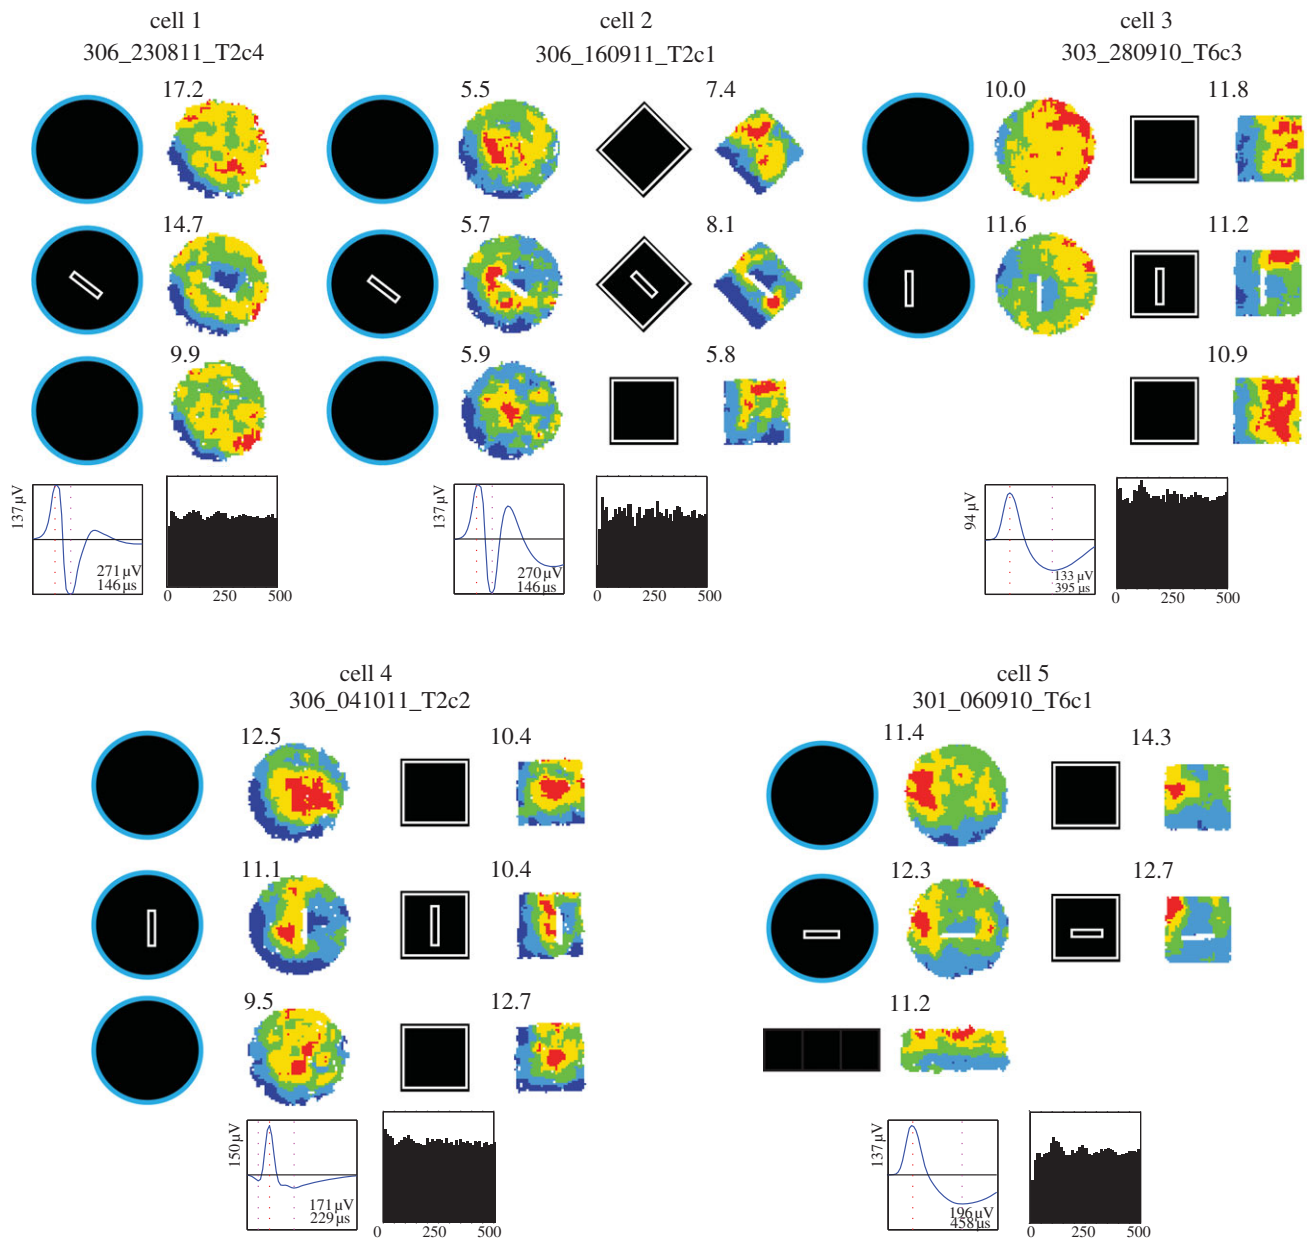 cell 1
306_230811_T2c4
cell 2
306_160911_T2c1
cell 3
303_280910_T6c3
17.2
5.5
7.4
10.0
11.8
14.7
5.7
8.1
11.6
11.2
9.9
5.9
5.8
10.9
137 µV
271 µV
146 µs
0 250 500
137 µV
270 µV
146 µs
0 250 500
94 µV
133 µV
395 µs
0 250 500
cell 4
306_041011_T2c2
cell 5
301_060910_T6c1
12.5
10.4
11.4
14.3
11.1
10.4
12.3
12.7
9.5
12.7
11.2
150 µV
171 µV
229 µs
0 250 500
137 µV
196 µV
458 µs
0 250 500